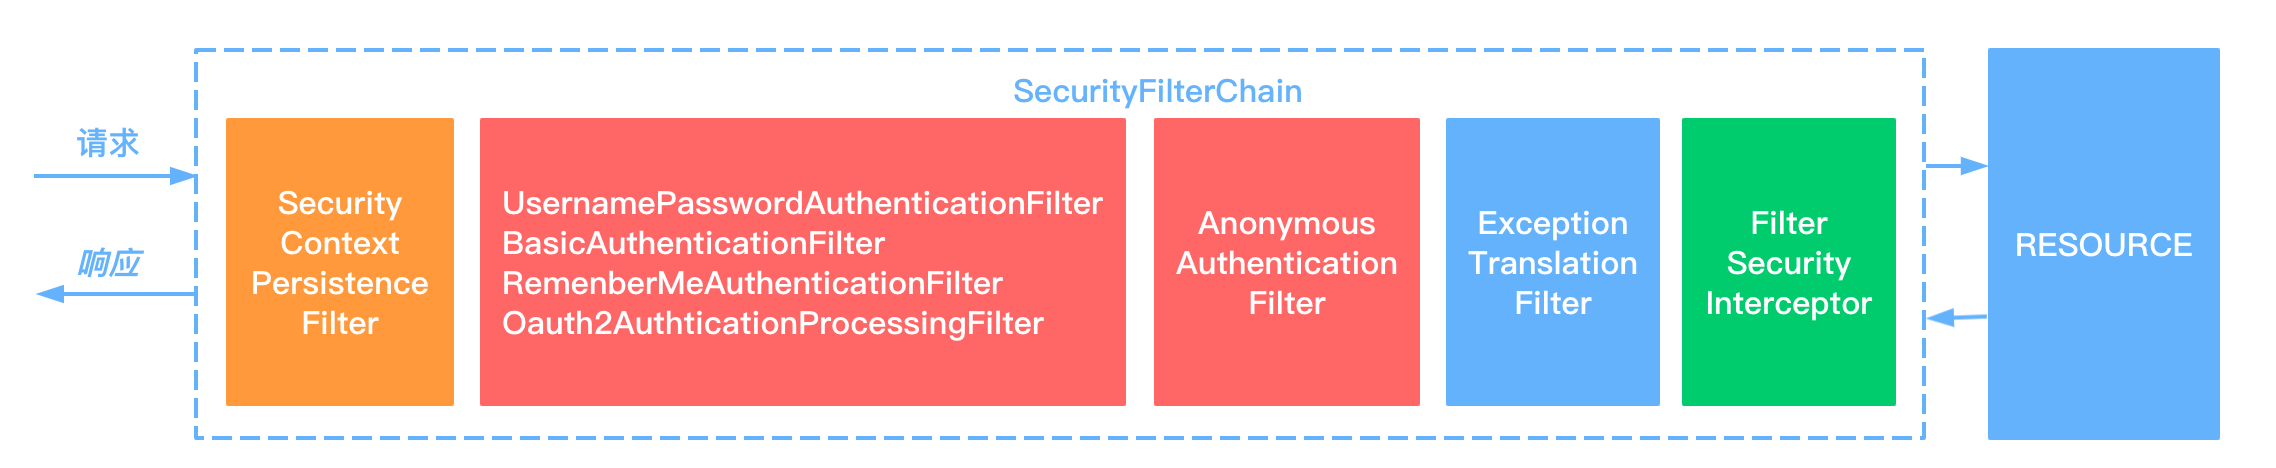 SecurityFilterChain
请求
响应
Security
Context
Persistence
Filter
UsernamePasswordAuthenticationFilter
BasicAuthenticationFilter
RemenberMeAuthenticationFilter
Oauth2AuthticationProcessingFilter
Anonymous
Authentication
Filter
Exception
Translation
Filter
Filter
Security
Interceptor
RESOURCE